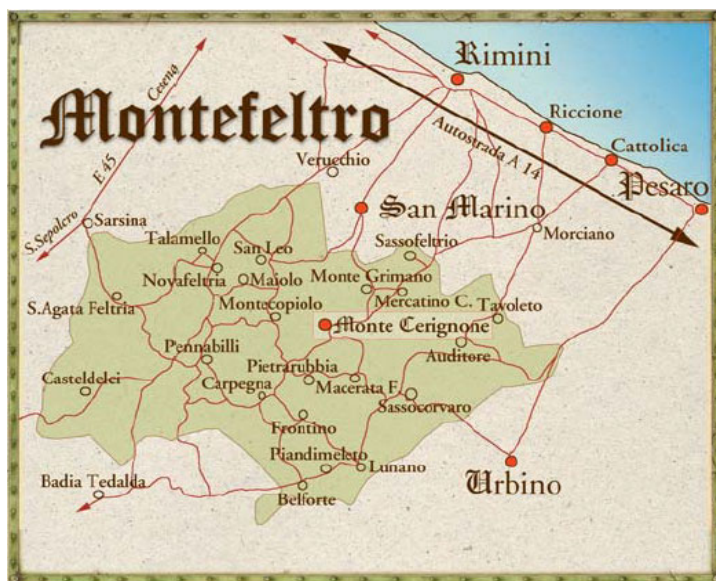 Rimini
Montefeltro
Cesena
E 45
S.Sepolcro
Autostrada A 14
Riccione
Cattolica
Pesaro
Verucchio
Sarsina
San Marino
Morciano
Talamello
San Leo
Sassofeltrio
Novafeltria
Maiolo
Monte Grimano
S.Agata Feltria
Montecopiolo
Mercatino C.
Tavoleto
Monte Cerignone
Pennabilli
Auditore
Pietrarubbia
Casteldelci
Carpegna
Macerata F.
Sassocorvaro
Frontino
Piandimeleto
Lunano
Urbino
Badia Tedalda
Belforte